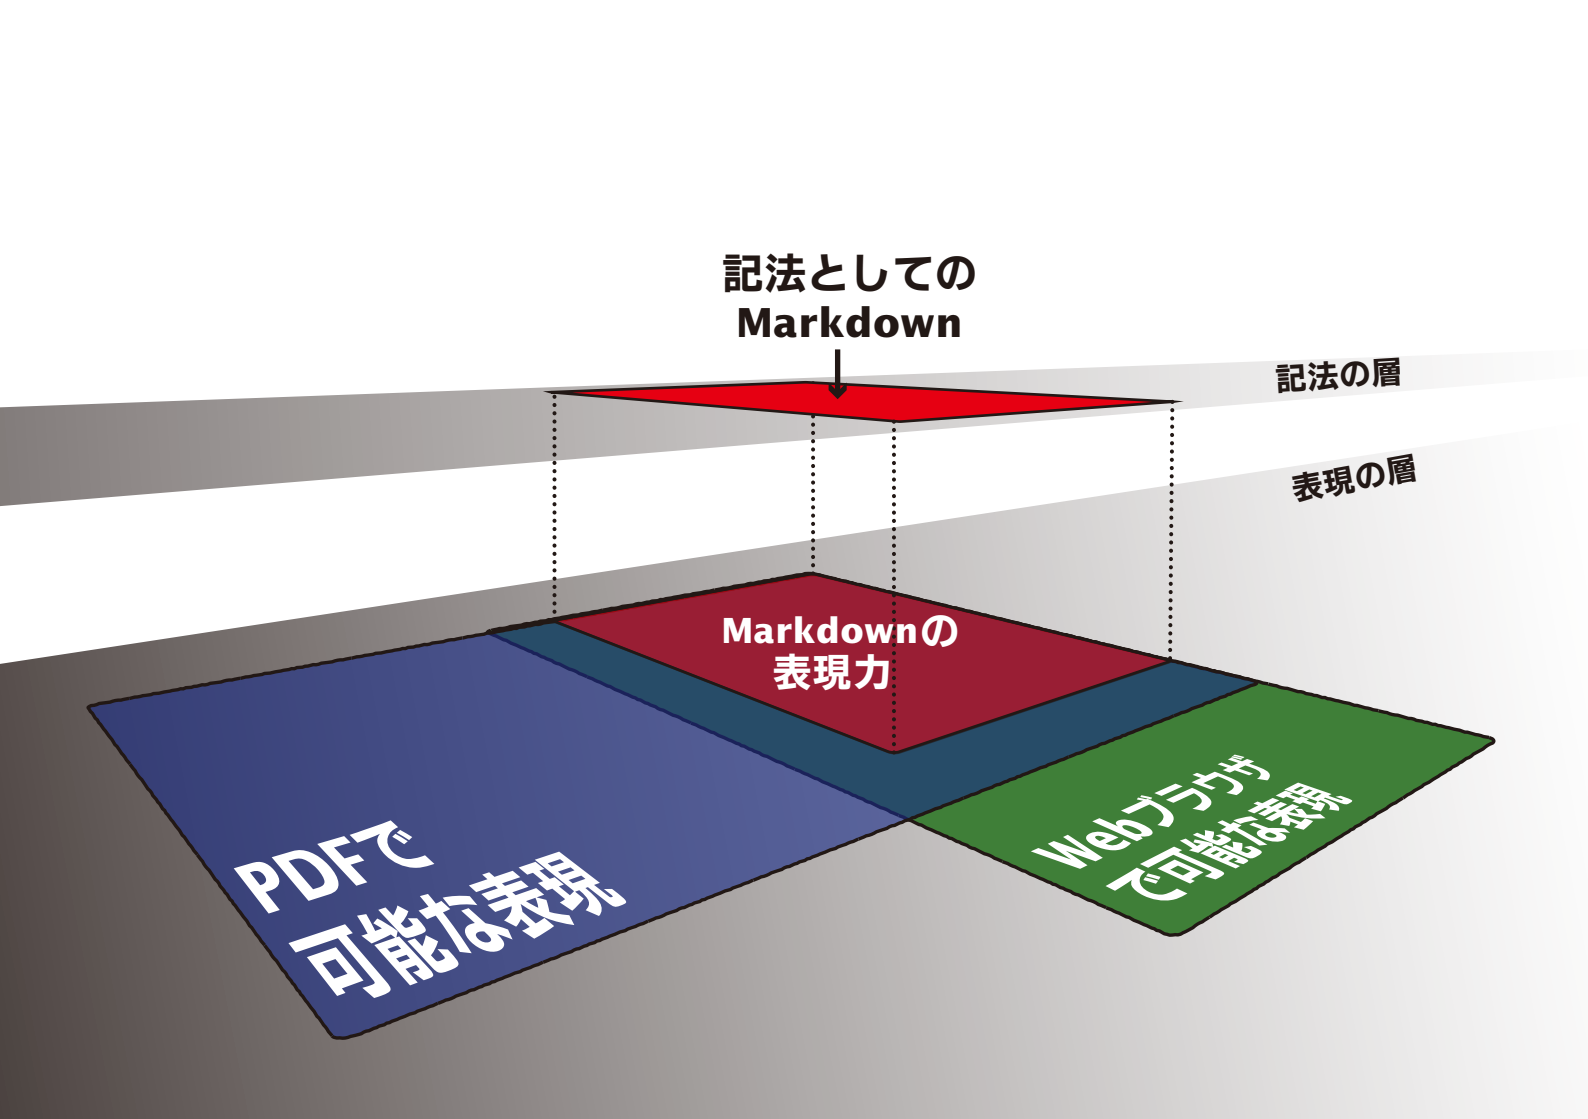 記法としての
Markdown
記法の層
表現の層
Markdownの
表現力
PDFで
可能な表現
Webブラウザ
で可能な表現